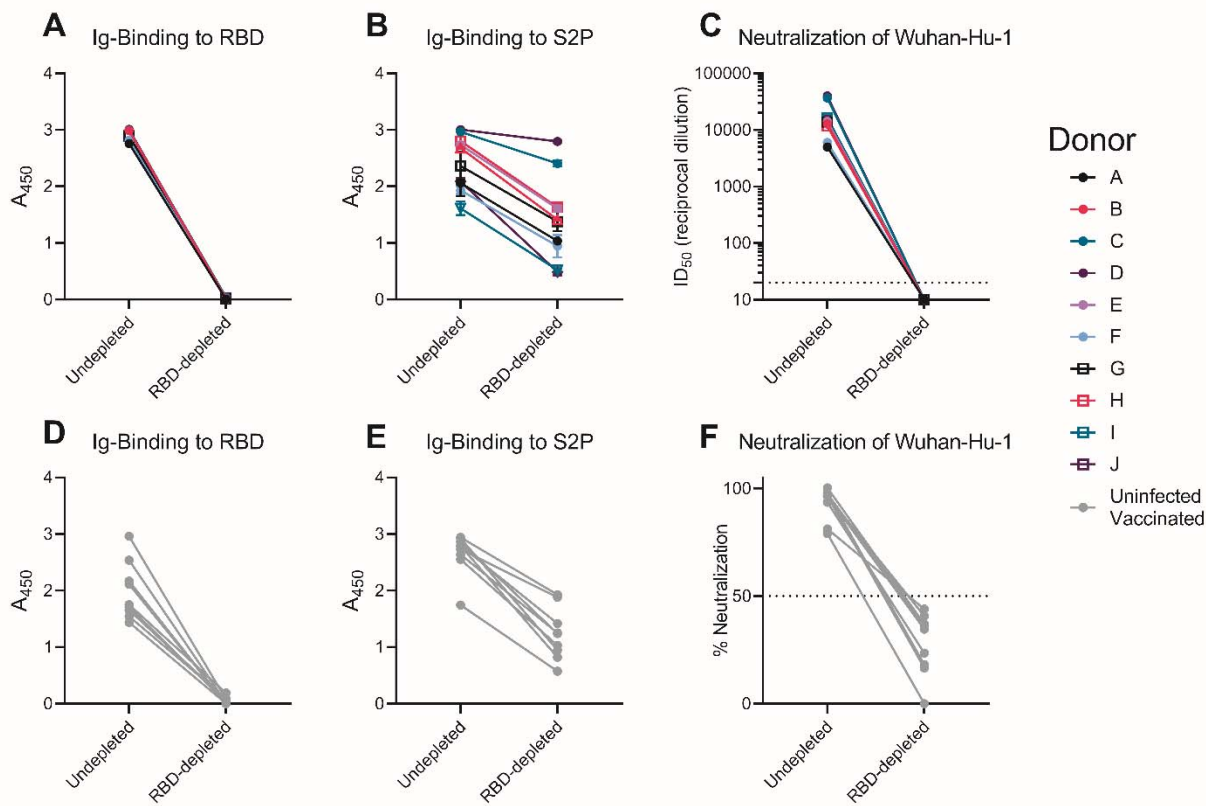 A Ig-Binding to RBD
4
3
2
1
0
A450
Undepleted
RBD-depleted
B Ig-Binding to S2P
4
3
2
1
0
A450
Undepleted
RBD-depleted
C Neutralization of Wuhan-Hu-1
100000
10000
1000
100
10
ID50 (reciprocal dilution)
Undepleted
RBD-depleted
D Ig-Binding to RBD
4
3
2
1
0
A450
Undepleted
RBD-depleted
E Ig-Binding to S2P
4
3
2
1
0
A450
Undepleted
RBD-depleted
F Neutralization of Wuhan-Hu-1
100
50
0
% Neutralization
Undepleted
RBD-depleted
Donor
A
B
C
D
E
F
G
H
I
J
Uninfected
Vaccinated